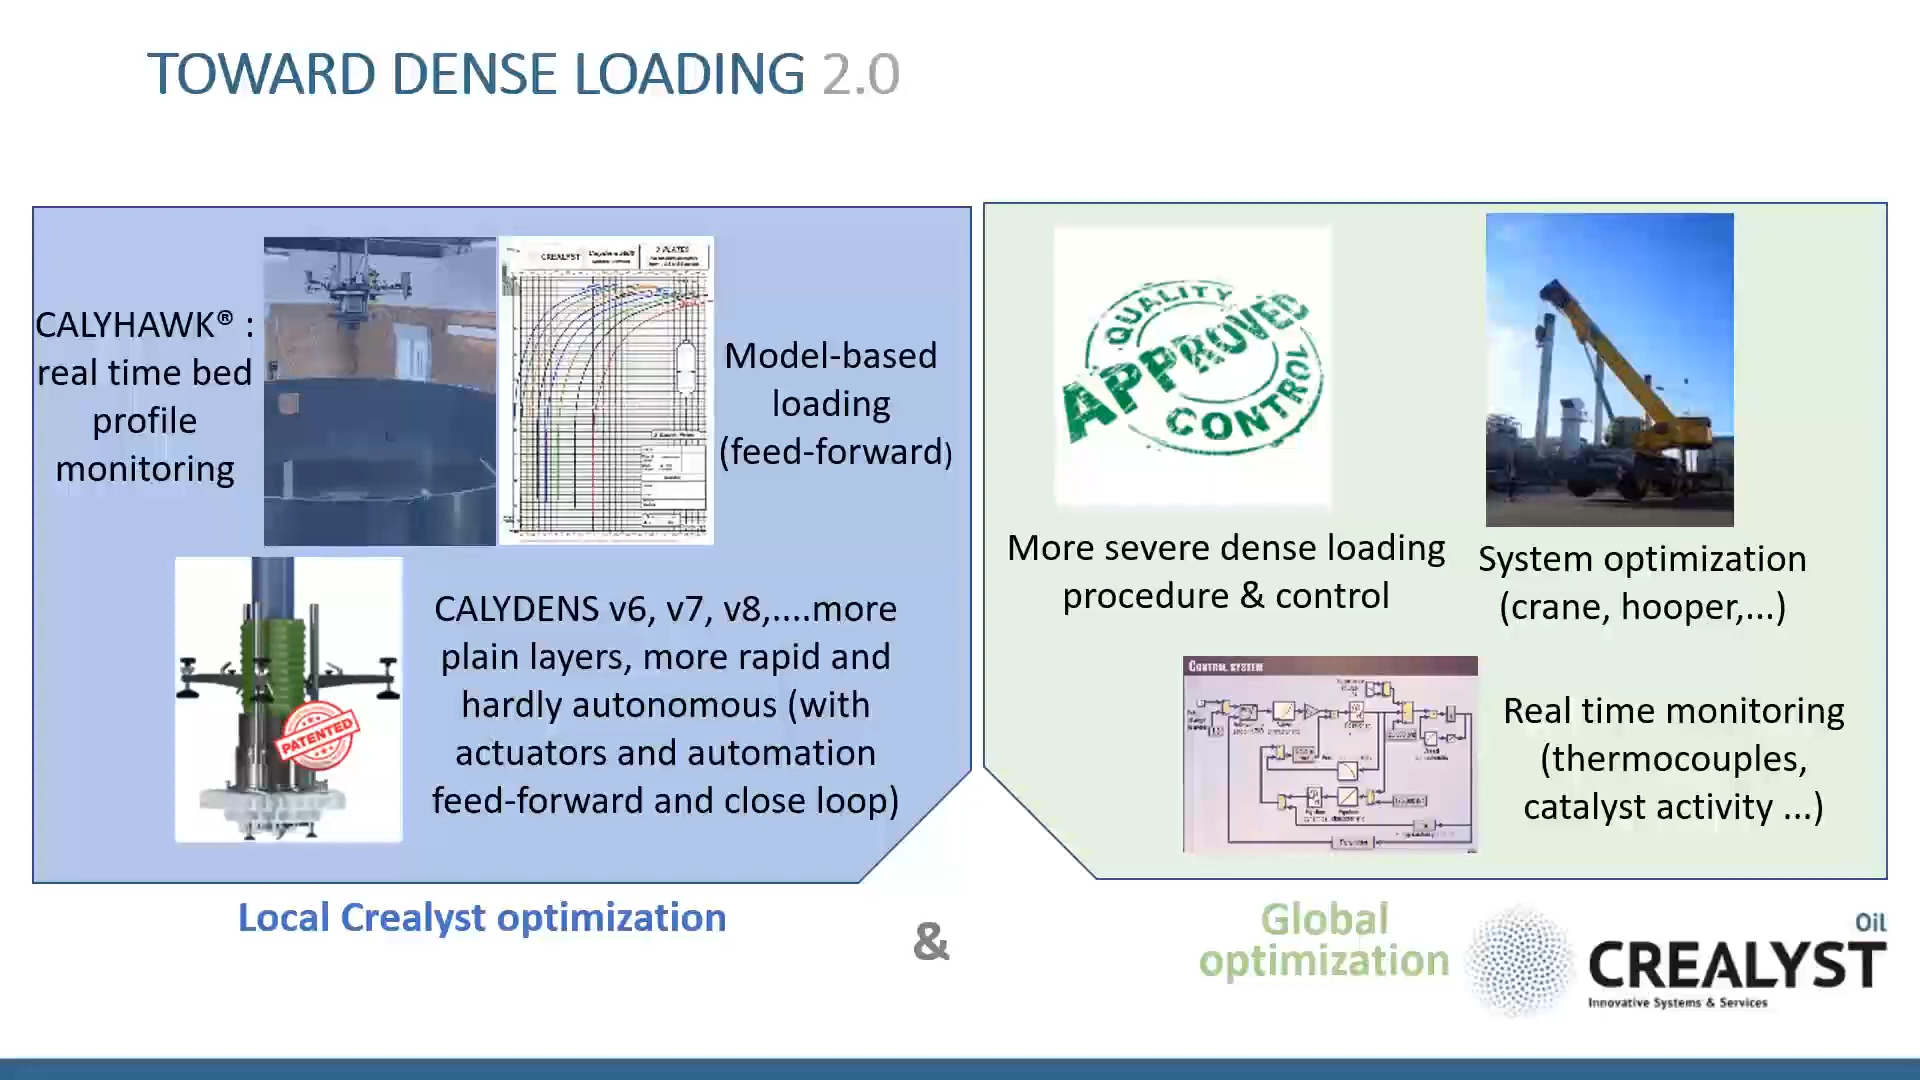 TOWARD DENSE LOADING 2.0
CALYHAWK® :
real time bed
profile
monitoring
CREALYST
2 PLATES
Model-based
loading
(feed-forward)
PATENTED
CALYDENS v6, v7, v8,....more
plain layers, more rapid and
hardly autonomous (with
actuators and automation
feed-forward and close loop)
Local Crealyst optimization
&
QUALITY
APPROVED
CONTROL
More severe dense loading
procedure & control
System optimization
(crane, hooper,...)
CONTROL SYSTEM
Real time monitoring
(thermocouples,
catalyst activity ...)
Global
optimization
Oil
CREALYST
Innovative Systems & Services